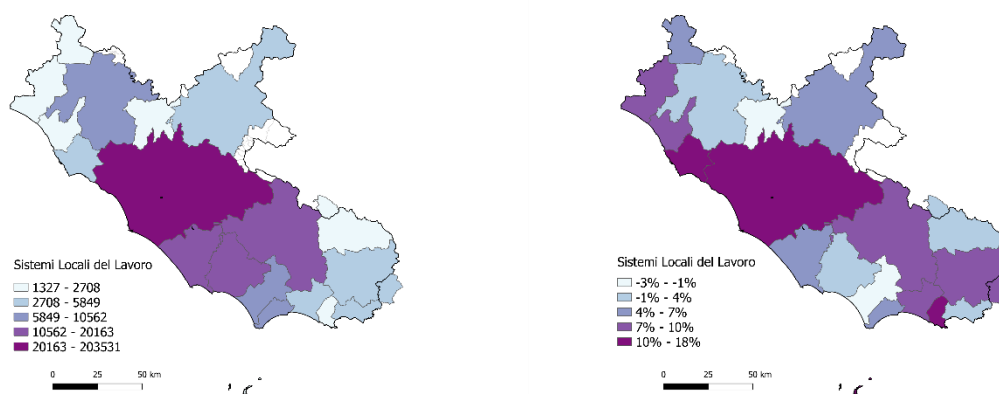 Sistemi Locali del Lavoro
1327 - 2708
2708 - 5849
5849 - 10562
10562 - 20163
20163 - 203531
0 25 50 km
Sistemi Locali del Lavoro
-3% - -1%
-1% - 4%
4% - 7%
7% - 10%
10% - 18%
0 25 50 km